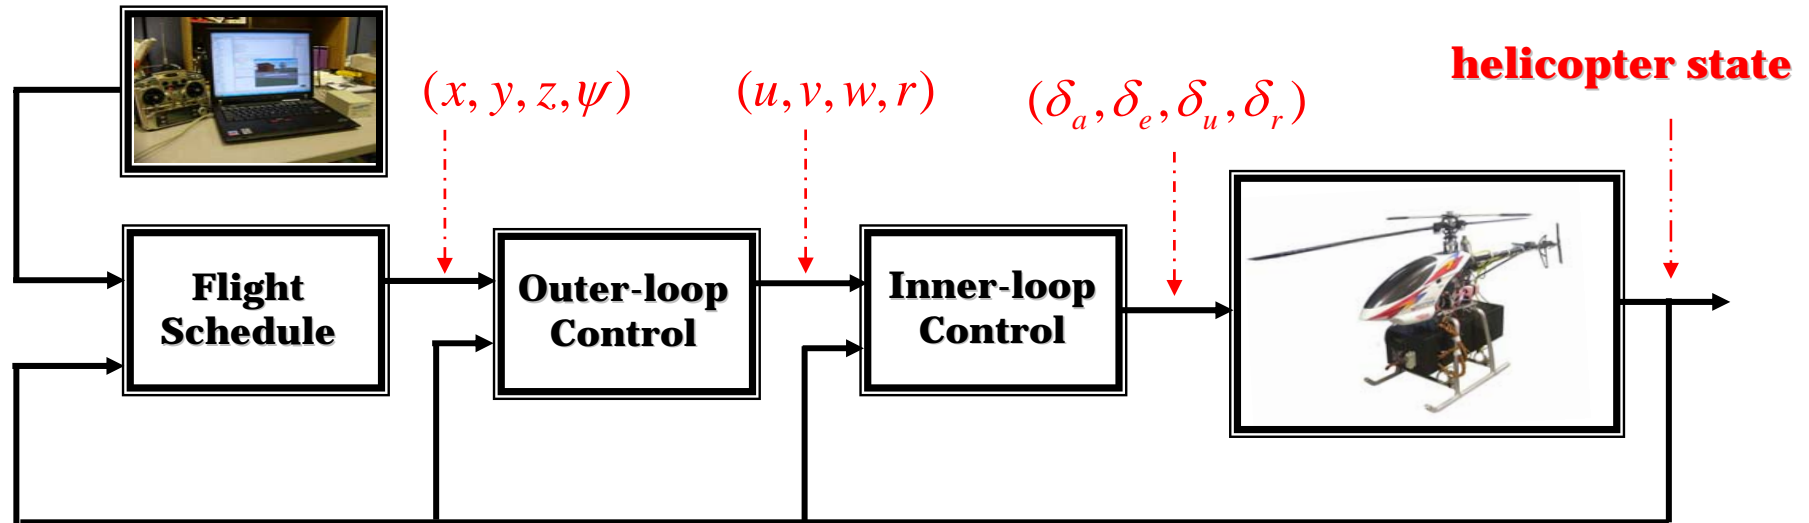 helicopter state
(x, y, z, ψ)
(u, v, w, r)
(δₐ, δₑ, δᵤ, δᵣ)
Flight
Schedule
Outer-loop
Control
Inner-loop
Control